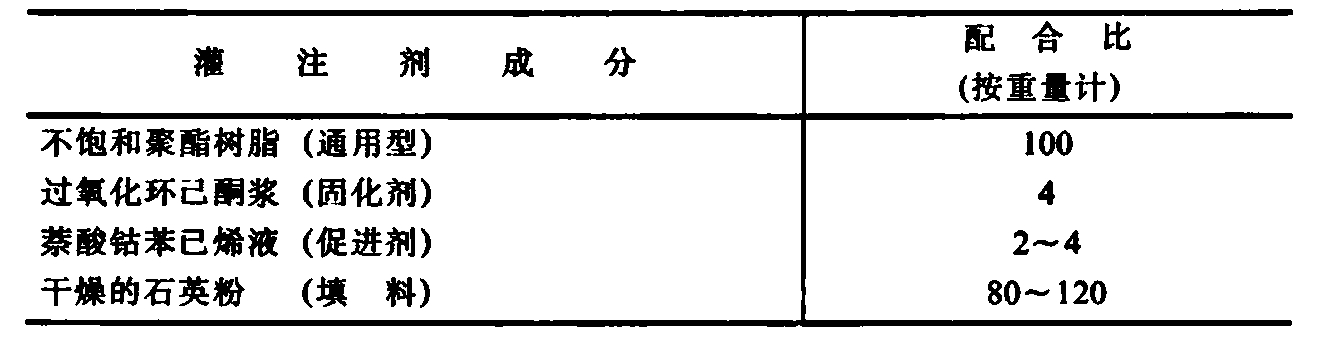 灌注剂成分 配合比
(按重量计)
不饱和聚酯树脂 (通用型) 100
过氧化环己酮浆 (固化剂) 4
萘酸钴苯已烯液 (促进剂) 2～4
干燥的石英粉 (填 料) 80～120